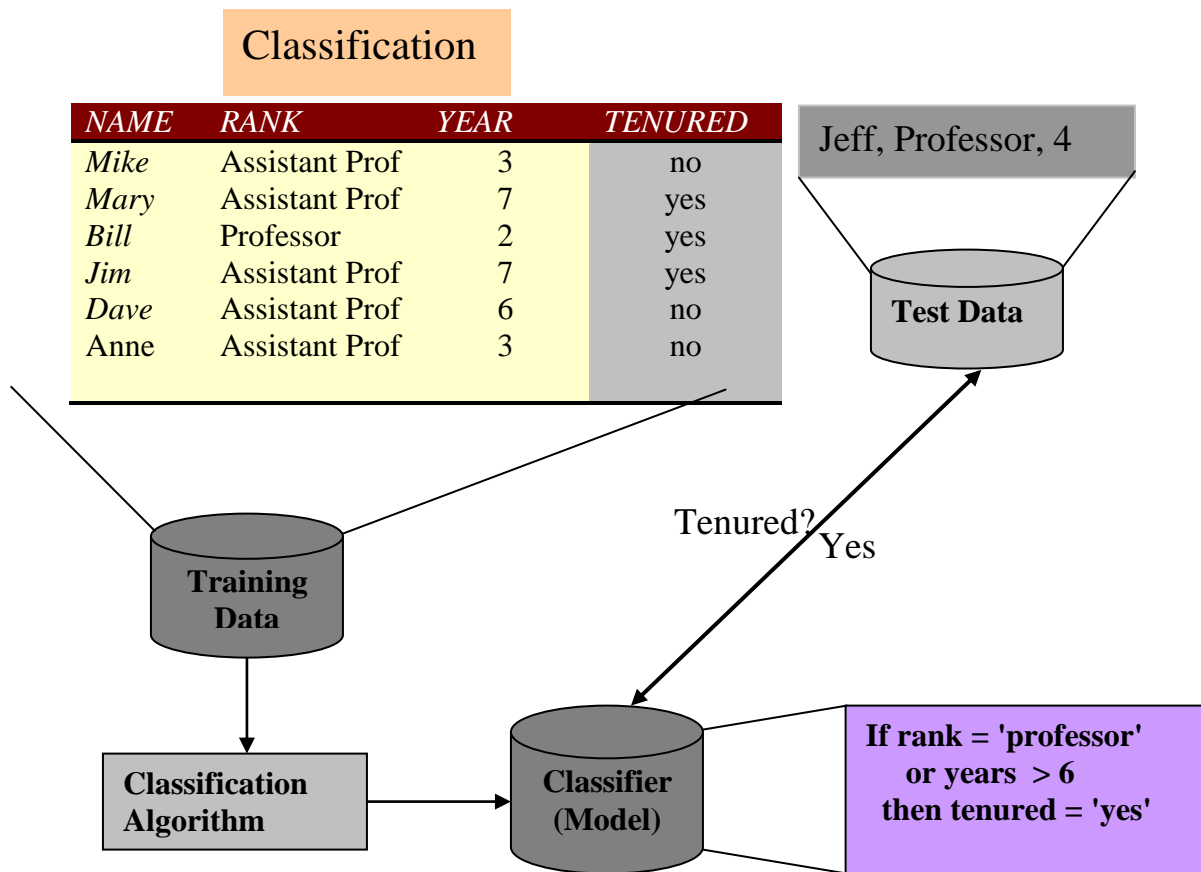 Classification
NAME RANK YEAR TENURED
Mike Assistant Prof 3 no
Mary Assistant Prof 7 yes
Bill Professor 2 yes
Jim Assistant Prof 7 yes
Dave Assistant Prof 6 no
Anne Assistant Prof 3 no
Jeff, Professor, 4
Test Data
Tenured?
Yes
Training
Data
Classification
Algorithm
Classifier
(Model)
If rank = 'professor'
or years > 6
then tenured = 'yes'